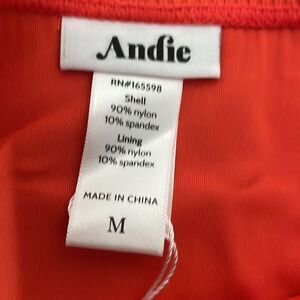 Andie
RN#165598
Shell
90% nylon
10% spandex
Lining
90% nylon
10% spandex
MADE IN CHINA
M